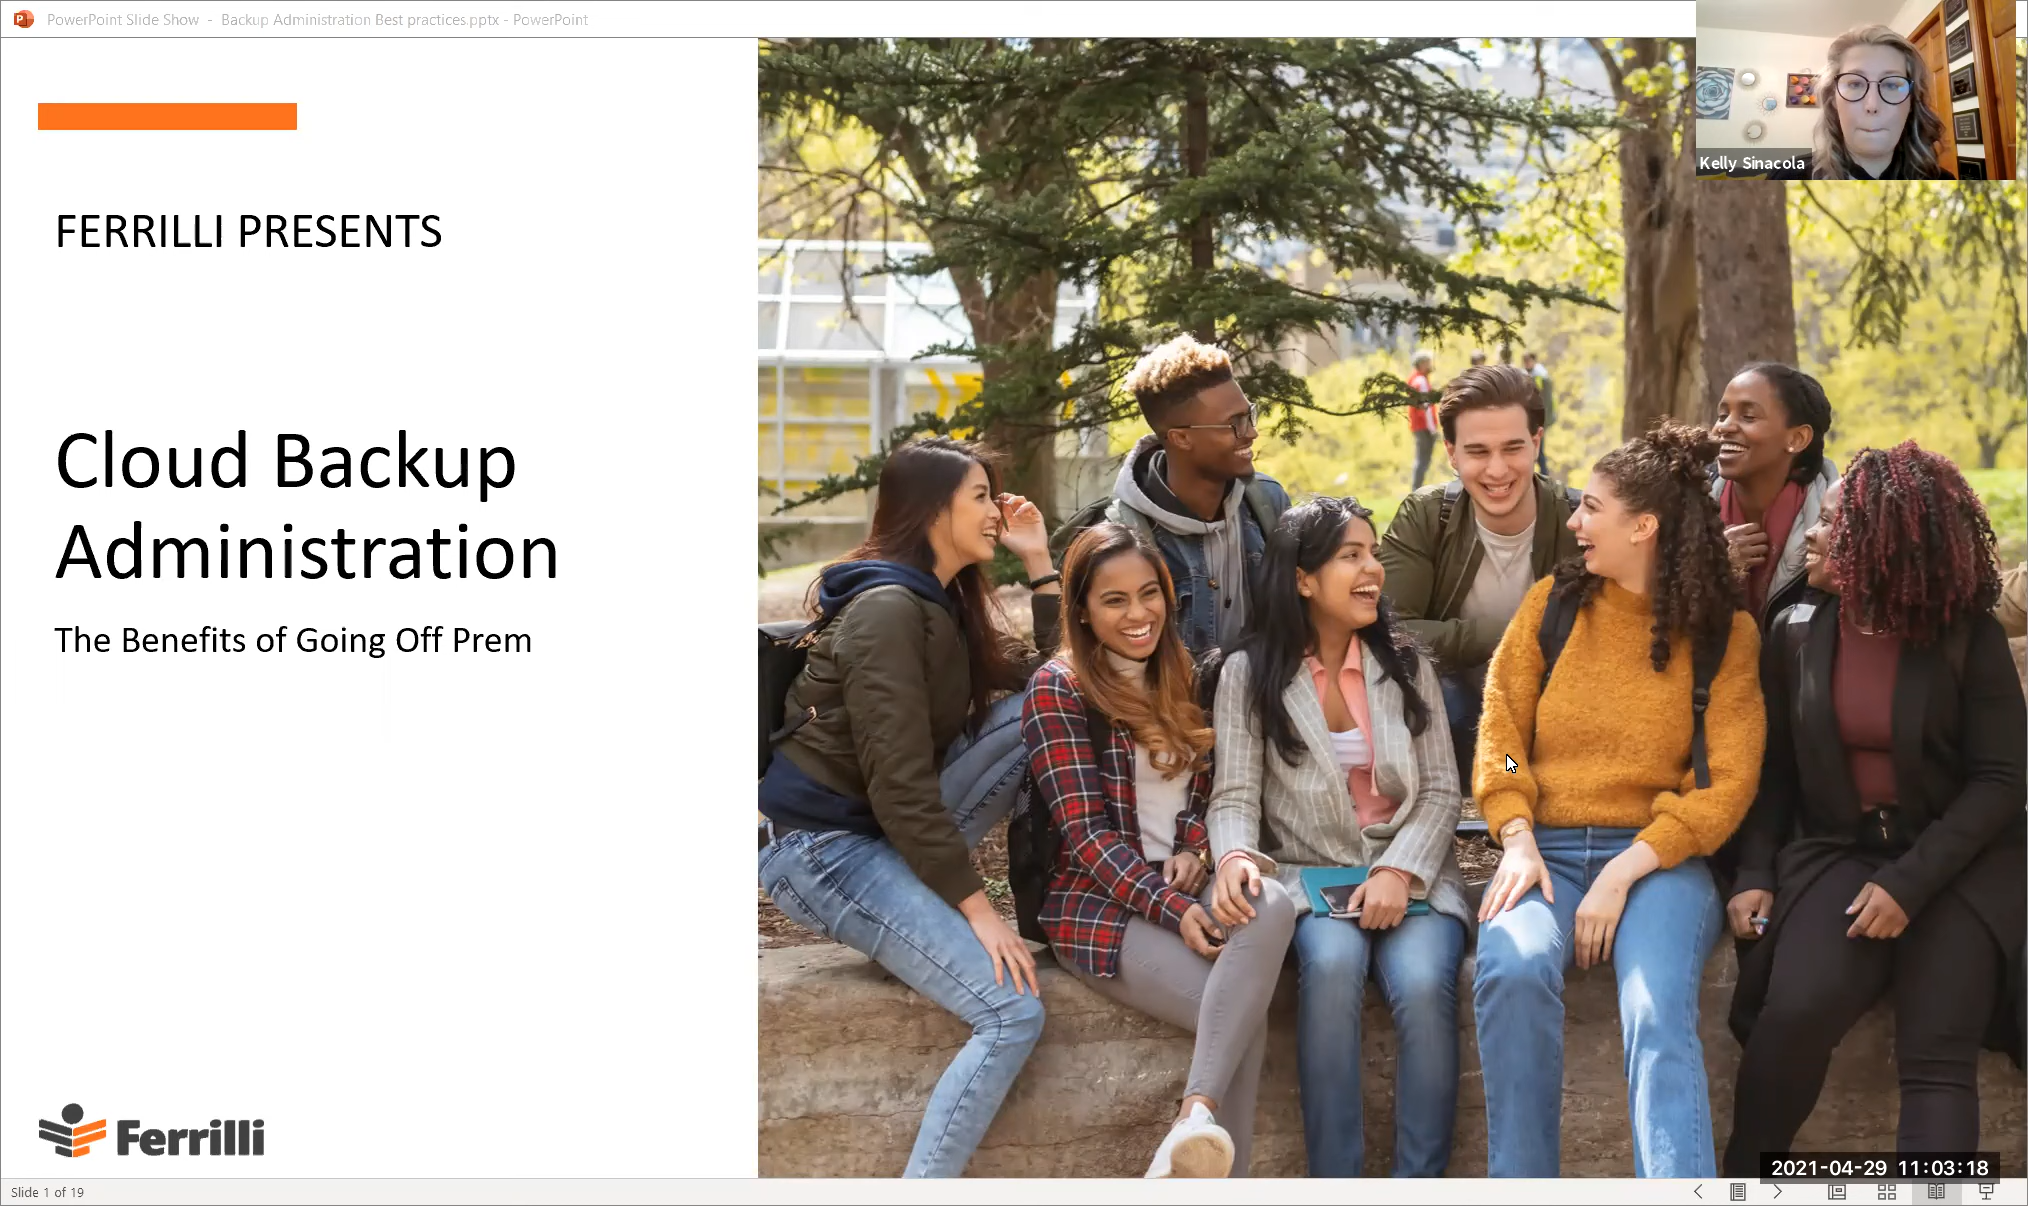 PowerPoint Slide Show - Backup Administration Best practices.pptx - PowerPoint
Kelly Sinacola
FERRILLI PRESENTS
Cloud Backup
Administration
The Benefits of Going Off Prem
Ferrilli
2021-04-29 11:03:18
Slide 1 of 19